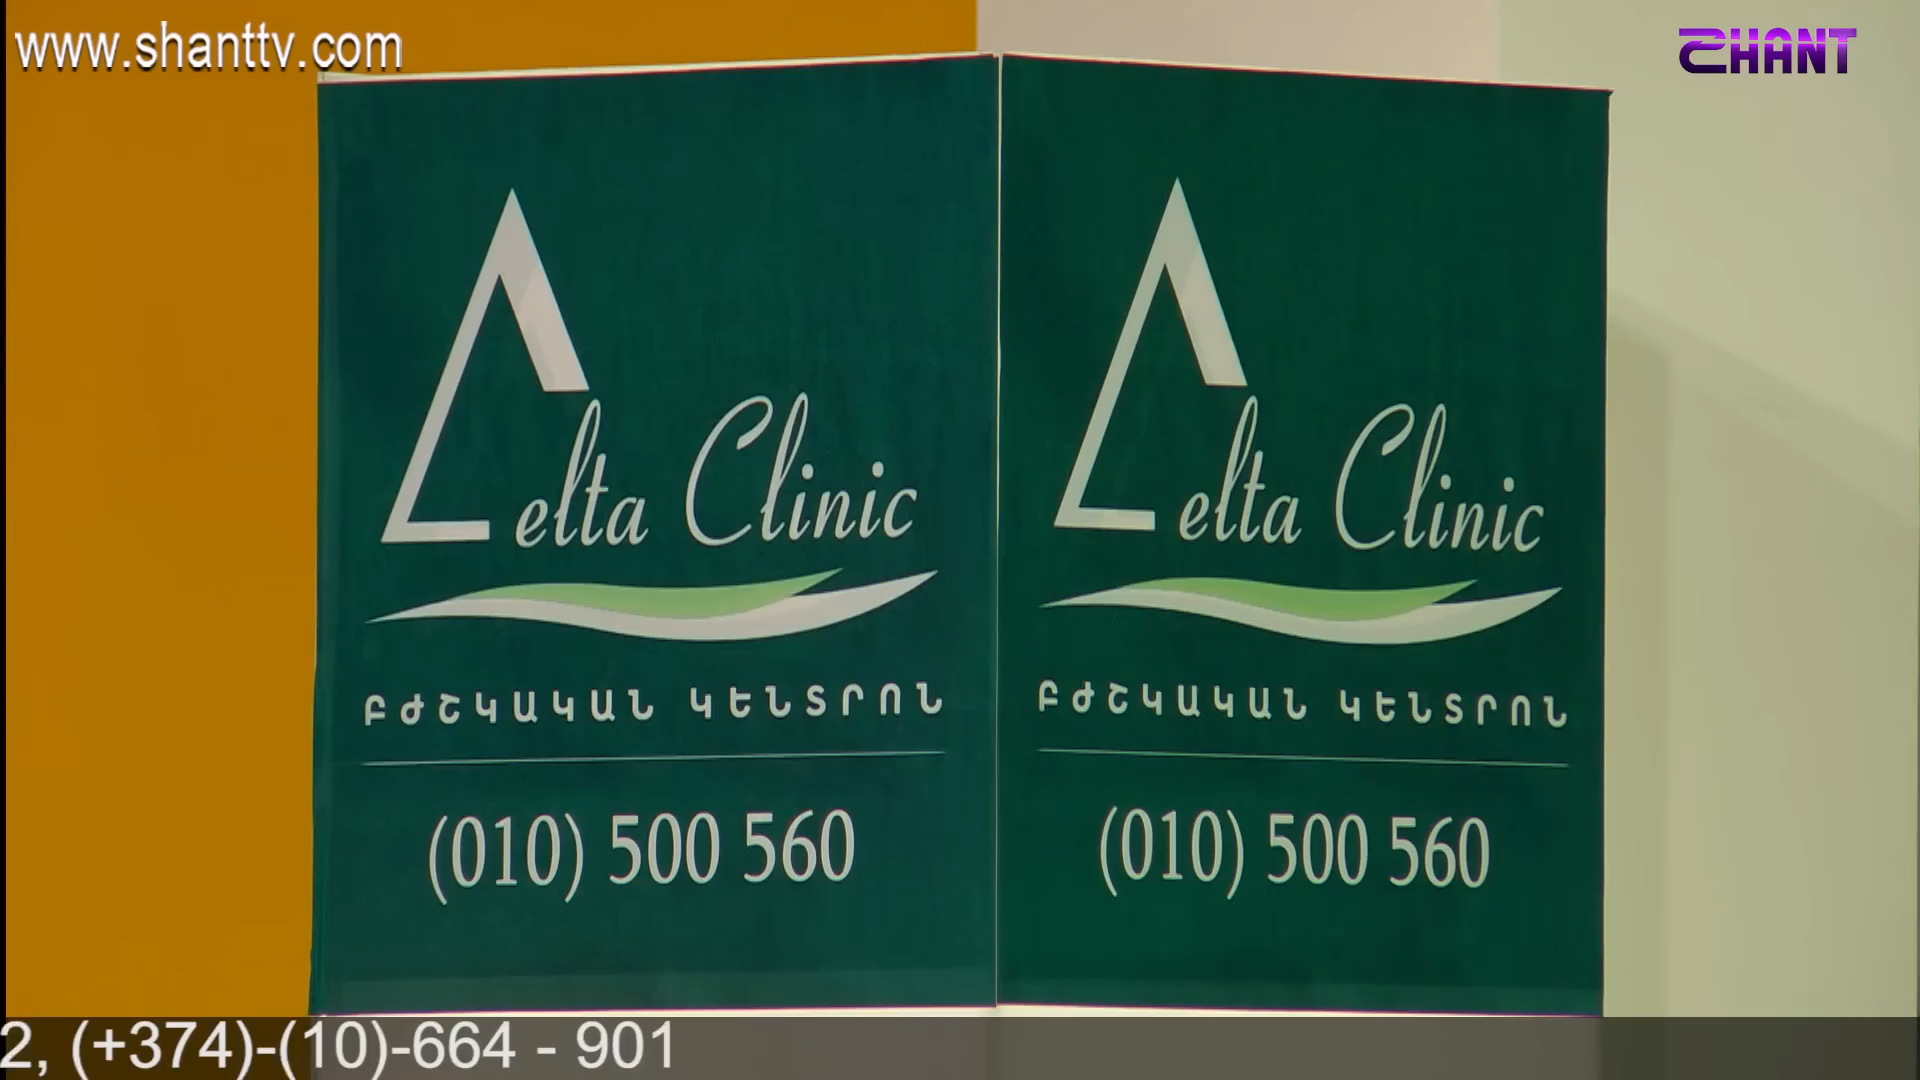 www.shanttv.com
SHANT
Delta Clinic
ԲԺՇԿԱԿԱՆ ԿԵՆՏՐՈՆ
(010) 500 560
Delta Clinic
ԲԺՇԿԱԿԱՆ ԿԵՆՏՐՈՆ
(010) 500 560
2, (+374)-(10)-664 - 901